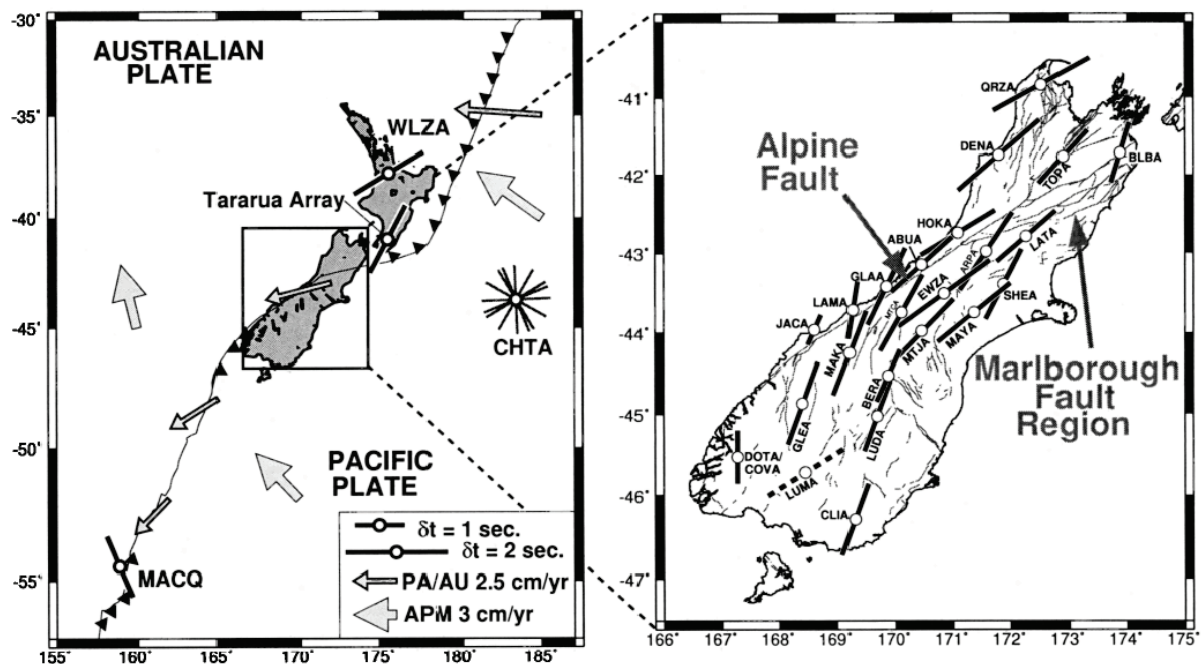 -30°
-35°
-40°
-45°
-50°
-55°
155
160
165
170
175
180
185
AUSTRALIAN
PLATE
WLZA
Tararua Array
CHTA
PACIFIC
PLATE
MACQ
δt = 1 sec.
δt = 2 sec.
PA/AU 2.5 cm/yr
APM 3 cm/yr
-41°
-42°
-43°
-44°
-45°
-46°
-47°
166°
167°
168°
169°
170°
171°
172°
173°
174°
175°
QRZA
DENA
TOPA
BLBA
Alpine
Fault
HOKA
ABUA
ARPA
LATA
GLAA
EWZA
SHEA
LAMA
MTCA
JACA
MAKA
MTJA
MAYA
Marlborough
Fault
Region
BERA
GLEA
LUDA
DOTA/
COVA
LUMA
CLIA